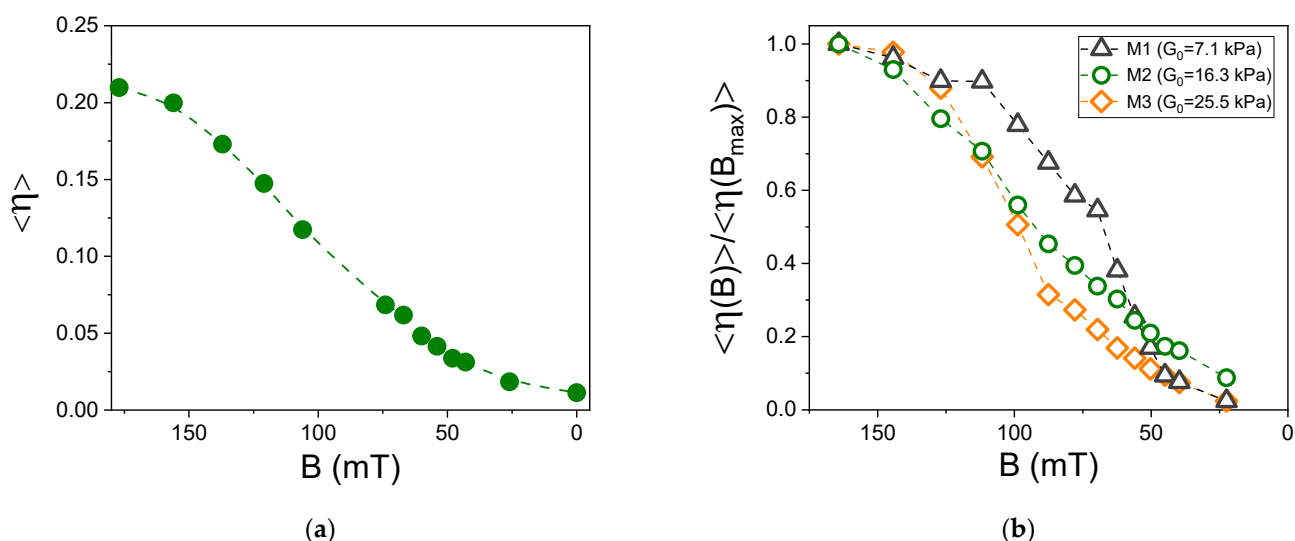 0.25
0.20
0.15
0.10
0.05
0.00
<η>
150
100
50
0
B (mT)
(a)
1.0
0.8
0.6
0.4
0.2
0.0
<η(B)>/<η(Bmax)>
M1 (G0=7.1 kPa)
M2 (G0=16.3 kPa)
M3 (G0=25.5 kPa)
150
100
50
0
B (mT)
(b)